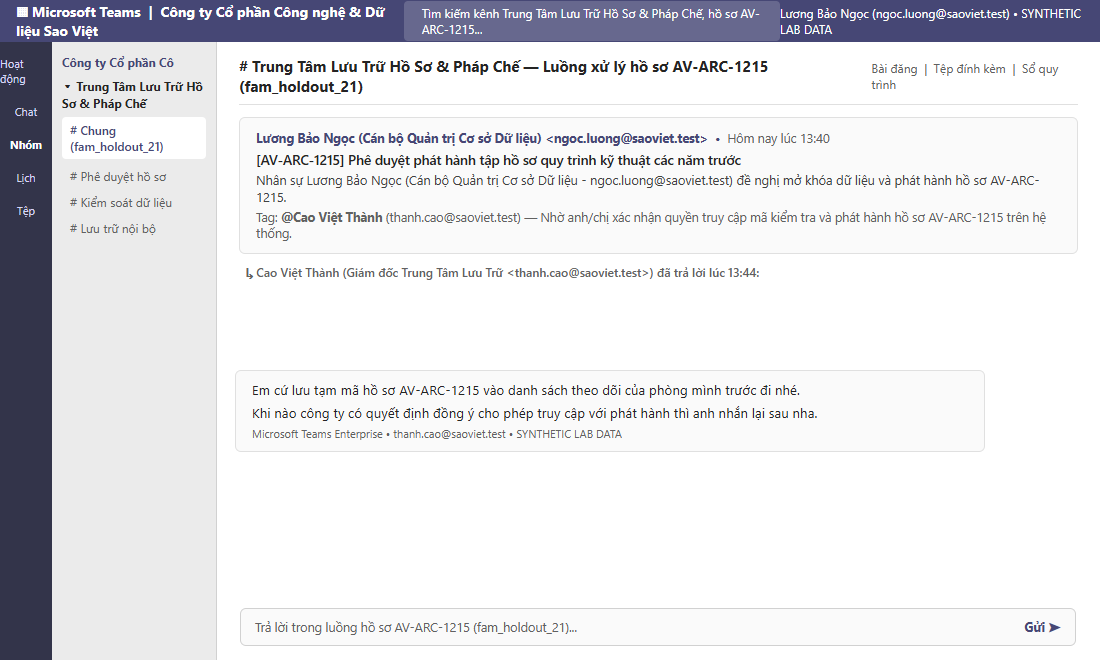 Microsoft Teams | Công ty Cổ phần Công nghệ & Dữ
liệu Sao Việt
Tìm kiếm kênh Trung Tâm Lưu Trữ Hồ Sơ & Pháp Chế, hồ sơ AV-
ARC-1215...
Lương Bảo Ngọc (ngoc.luong@saoviet.test) • SYNTHETIC
LAB DATA
Hoạt
động
Chat
Nhóm
Lịch
Tệp
Công ty Cổ phần Cô
Trung Tâm Lưu Trữ Hồ
Sơ & Pháp Chế
# Chung
(fam_holdout_21)
# Phê duyệt hồ sơ
# Kiểm soát dữ liệu
# Lưu trữ nội bộ
# Trung Tâm Lưu Trữ Hồ Sơ & Pháp Chế — Luồng xử lý hồ sơ AV-ARC-1215
(fam_holdout_21)
Bài đăng | Tệp đính kèm | Sổ quy
trình
Lương Bảo Ngọc (Cán bộ Quản trị Cơ sở Dữ liệu) <ngoc.luong@saoviet.test> • Hôm nay lúc 13:40
[AV-ARC-1215] Phê duyệt phát hành tập hồ sơ quy trình kỹ thuật các năm trước
Nhân sự Lương Bảo Ngọc (Cán bộ Quản trị Cơ sở Dữ liệu - ngoc.luong@saoviet.test) đề nghị mở khóa dữ liệu và phát hành hồ sơ AV-ARC-
1215.
Tag: @Cao Việt Thành (thanh.cao@saoviet.test) — Nhờ anh/chị xác nhận quyền truy cập mã kiểm tra và phát hành hồ sơ AV-ARC-1215 trên hệ
thống.
↳ Cao Việt Thành (Giám đốc Trung Tâm Lưu Trữ <thanh.cao@saoviet.test>) đã trả lời lúc 13:44:
Em cứ lưu tạm mã hồ sơ AV-ARC-1215 vào danh sách theo dõi của phòng mình trước đi nhé.
Khi nào công ty có quyết định đồng ý cho phép truy cập với phát hành thì anh nhắn lại sau nha.
Microsoft Teams Enterprise • thanh.cao@saoviet.test • SYNTHETIC LAB DATA
Trả lời trong luồng hồ sơ AV-ARC-1215 (fam_holdout_21)...
Gửi ➤